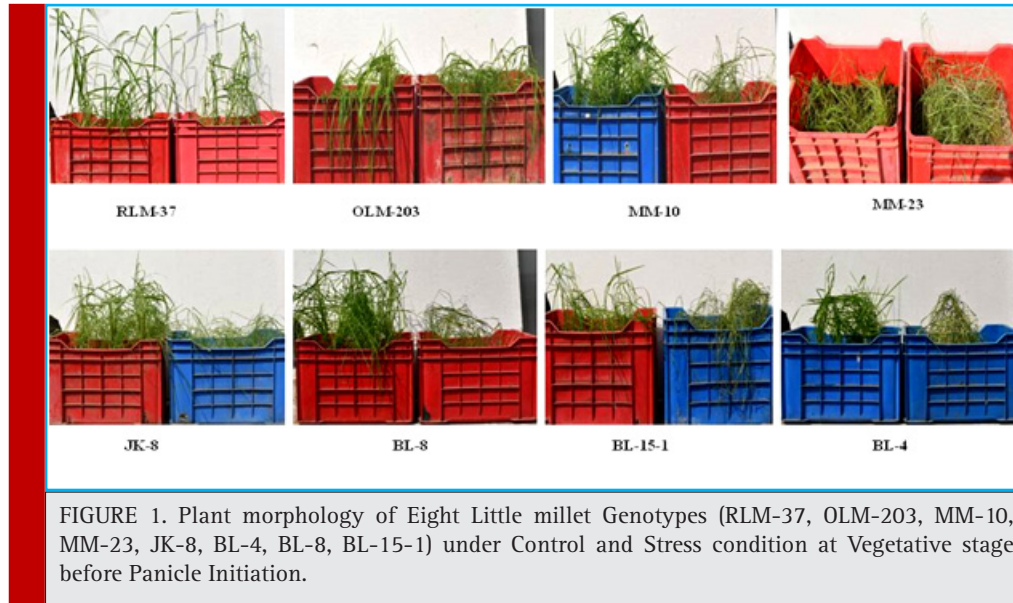 RLM-37
OLM-203
MM-10
MM-23
JK-8
BL-8
BL-15-1
BL-4
FIGURE 1. Plant morphology of Eight Little millet Genotypes (RLM-37, OLM-203, MM-10,
MM-23, JK-8, BL-4, BL-8, BL-15-1) under Control and Stress condition at Vegetative stage
before Panicle Initiation.